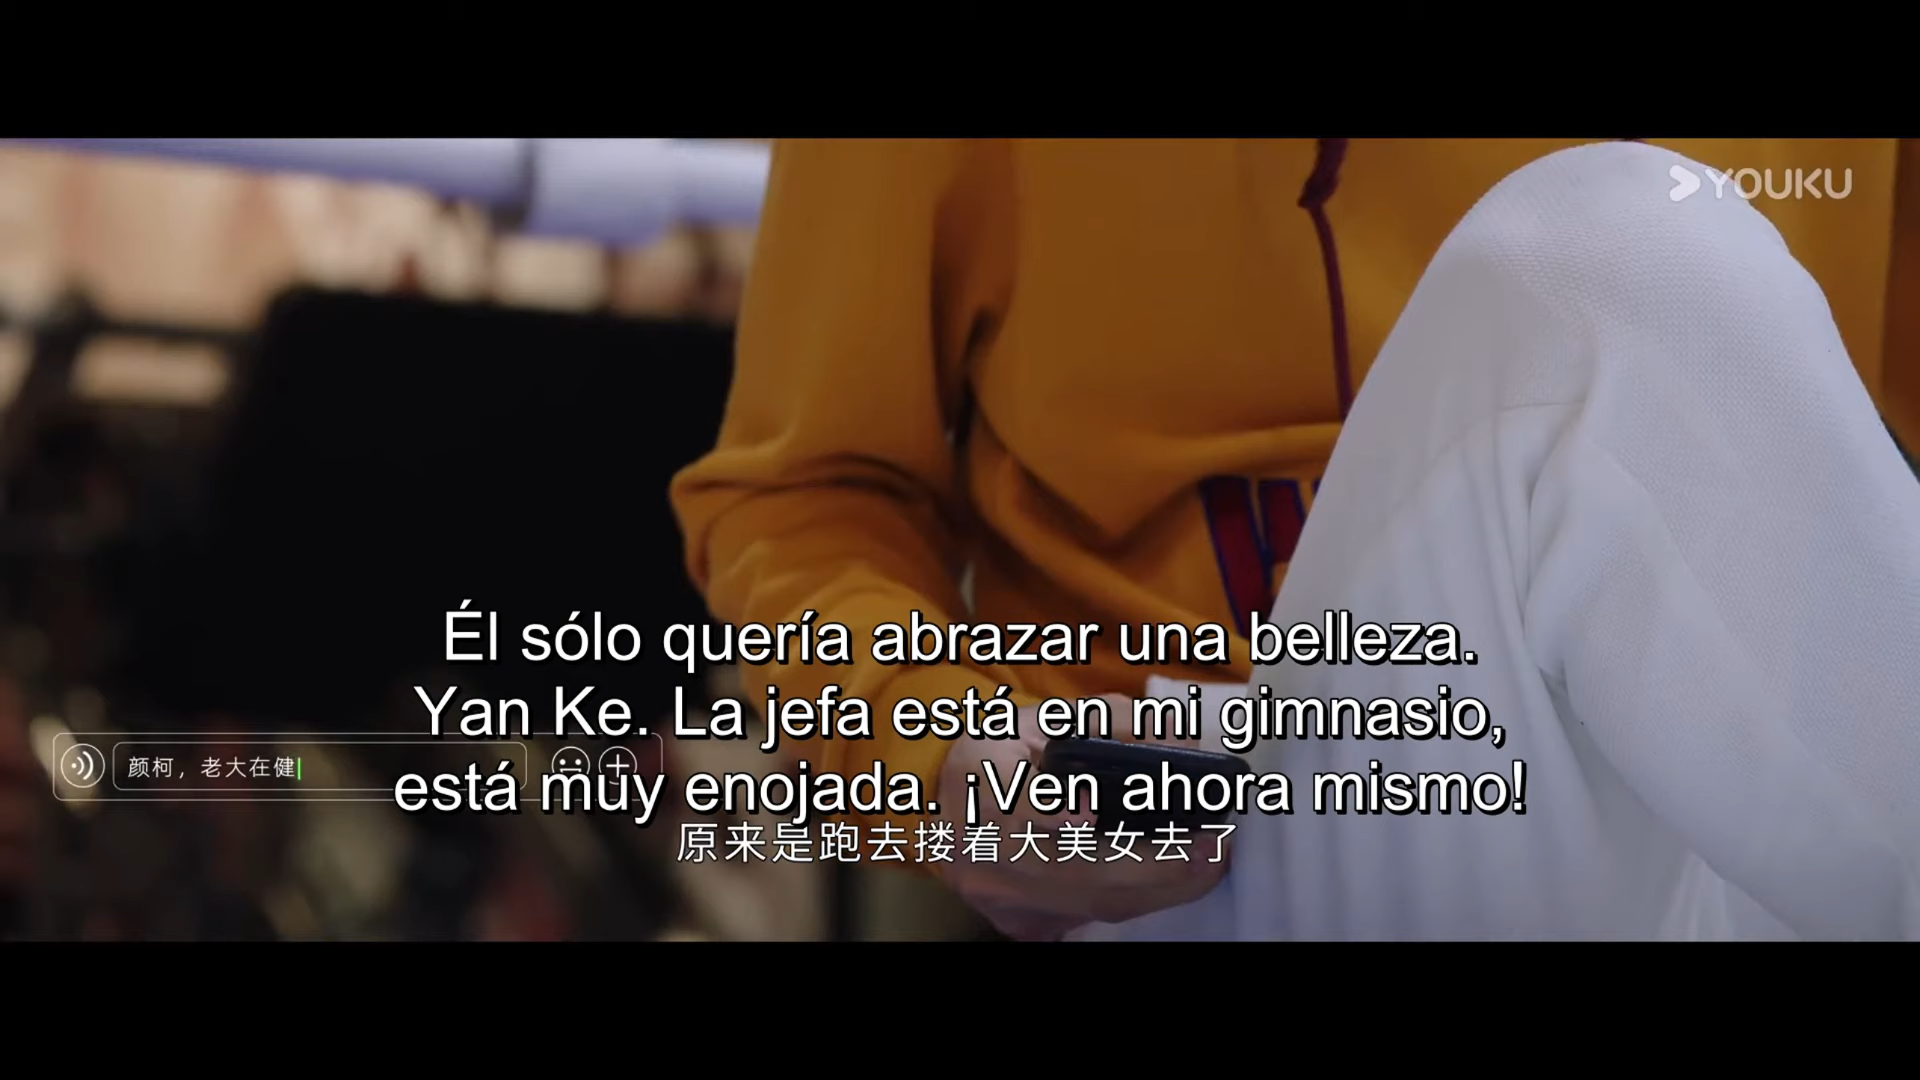 YOUKU
Él sólo quería abrazar una belleza.
Yan Ke. La jefa está en mi gimnasio,
está muy enojada. ¡Ven ahora mismo!
颜柯，老大在健
原来是跑去搂着大美女去了